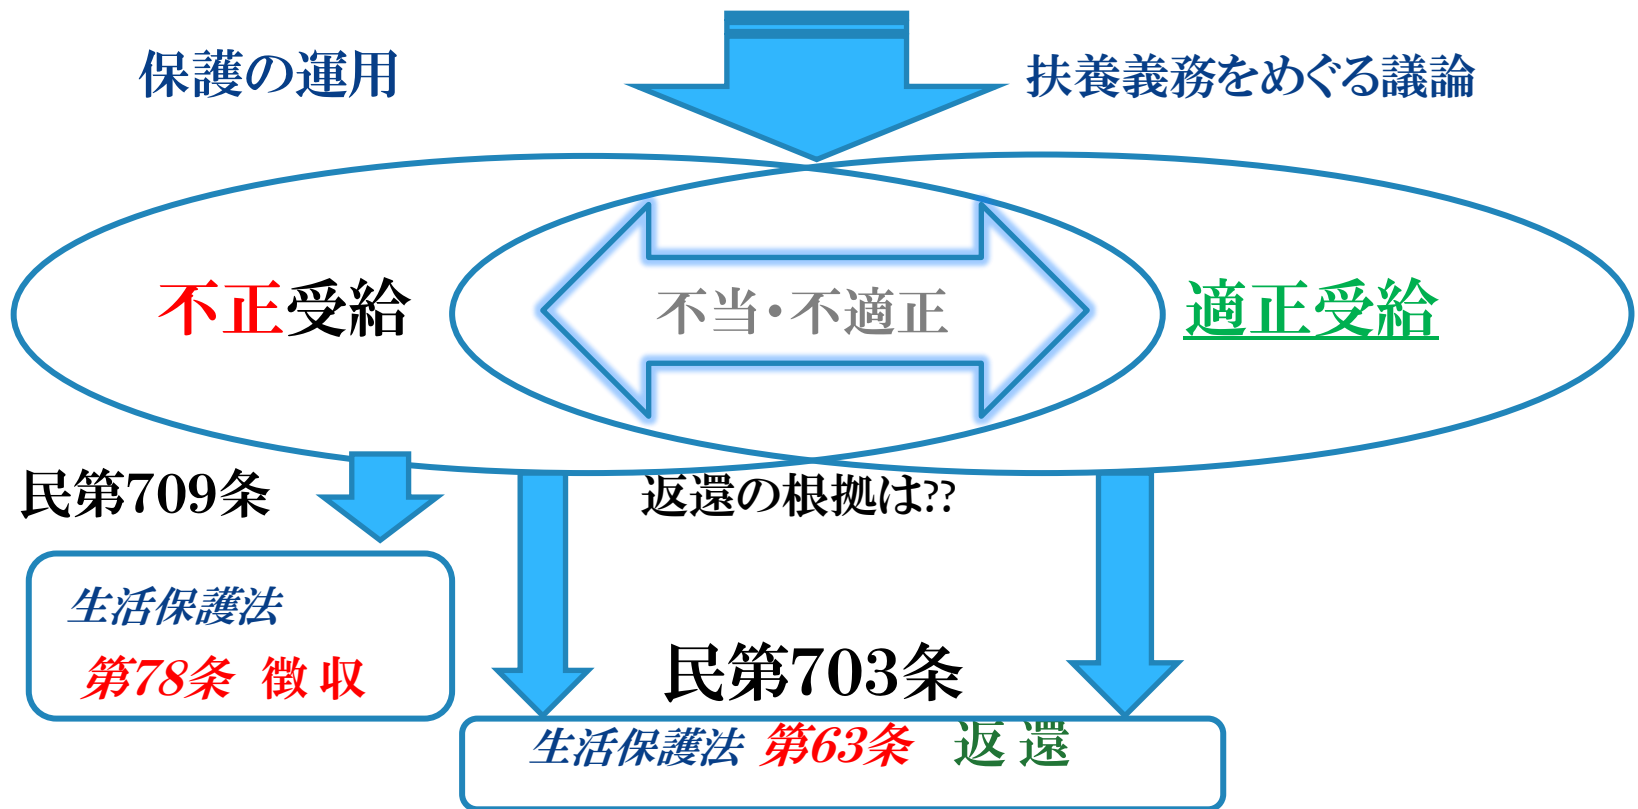 保護の運用
扶養義務をめぐる議論
不正受給
不当・不適正
適正受給
民第709条
返還の根拠は??
生活保護法
第78条 徴収
民第703条
生活保護法 第63条 返還